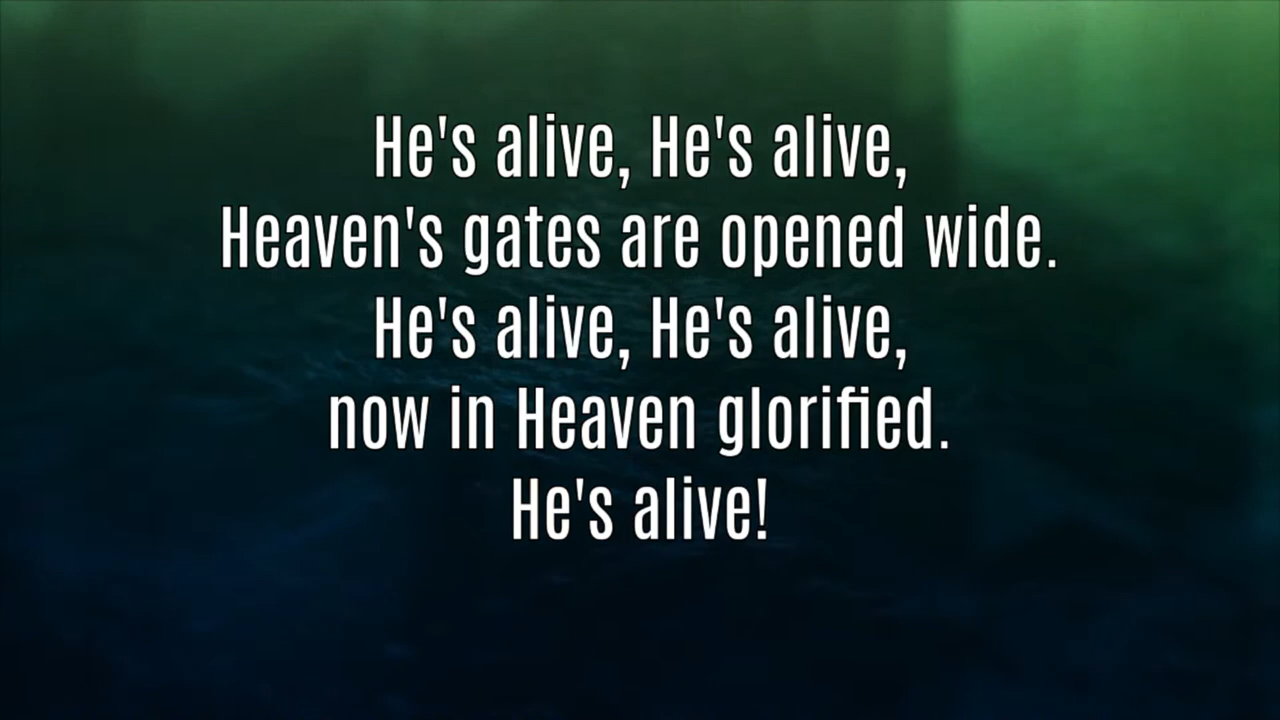 He's alive, He's alive,
Heaven's gates are opened wide.
He's alive, He's alive,
now in Heaven glorified.
He's alive!